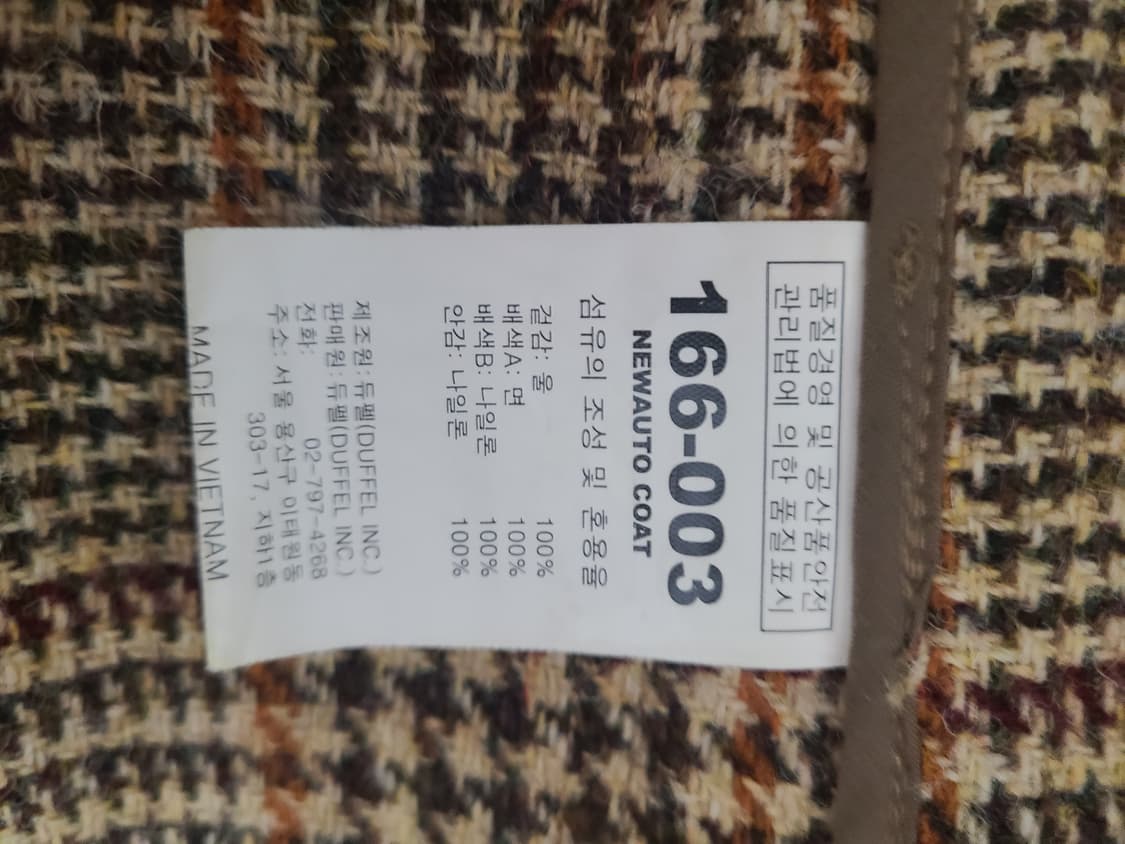 품질경영 및 공산품안전
관리법에 의한 품질표시
166-003
NEWAUTO COAT
섬유의 조성 및 혼용율
겉감: 울 100%
배색A: 면 100%
배색B: 나일론 100%
안감: 나일론 100%
제조원: 듀펠(DUFFEL INC.)
판매원: 듀펠(DUFFEL INC.)
전화: 02-797-4268
주소: 서울 용산구 이태원동
303-17, 지하1층
MADE IN VIETNAM